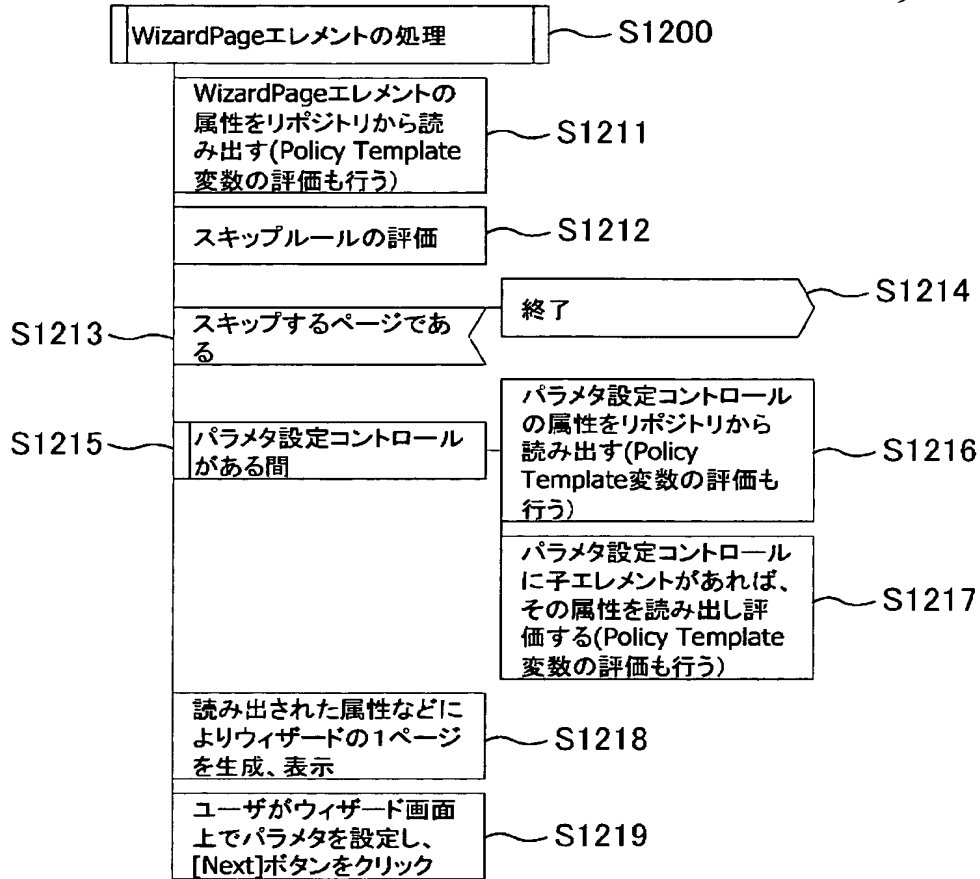 WizardPageエレメントの処理
S1200
WizardPageエレメントの
属性をリポジトリから読
み出す(Policy Template
変数の評価も行う)
S1211
スキップルールの評価
S1212
S1213
スキップするページであ
る
終了
S1214
S1215
パラメタ設定コントロール
がある間
パラメタ設定コントロール
の属性をリポジトリから
読み出す(Policy
Template変数の評価も
行う)
S1216
パラメタ設定コントロール
に子エレメントがあれば、
その属性を読み出し評
価する(Policy Template
変数の評価も行う)
S1217
読み出された属性などに
よりウィザードの1ページ
を生成、表示
S1218
ユーザがウィザード画面
上でパラメタを設定し、
[Next]ボタンをクリック
S1219